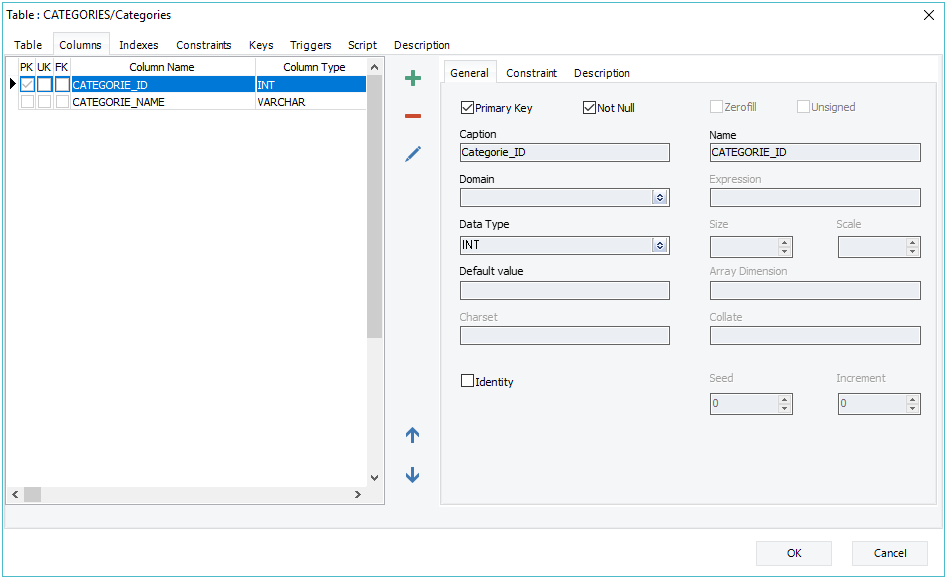 Table : CATEGORIES/Categories
Table Columns Indexes Constraints Keys Triggers Script Description
PK UK FK Column Name Column Type
CATEGORIE_ID INT
CATEGORIE_NAME VARCHAR
General Constraint Description
Primary Key Not Null Zerofill Unsigned
Caption Name
Categorie_ID CATEGORIE_ID
Domain Expression
Data Type Size Scale
INT
Default value Array Dimension
Charset Collate
Identity Seed Increment
0 0
OK Cancel